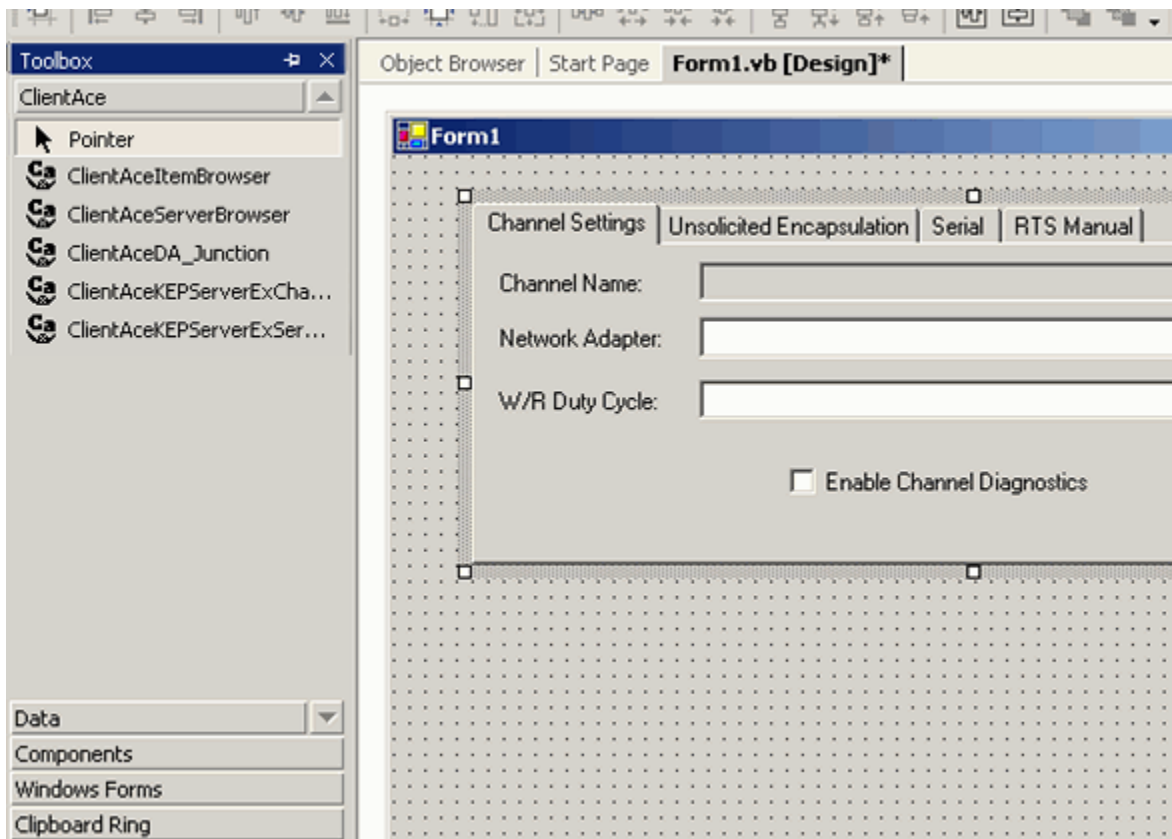 Toolbox
ClientAce
Pointer
ClientAceItemBrowser
ClientAceServerBrowser
ClientAceDA_Junction
ClientAceKEPServerExCha...
ClientAceKEPServerExSer...
Data
Components
Windows Forms
Clipboard Ring
Object Browser Start Page Form1.vb [Design]*
Form1
Channel Settings Unsolicited Encapsulation Serial RTS Manual
Channel Name:
Network Adapter:
W/R Duty Cycle:
Enable Channel Diagnostics